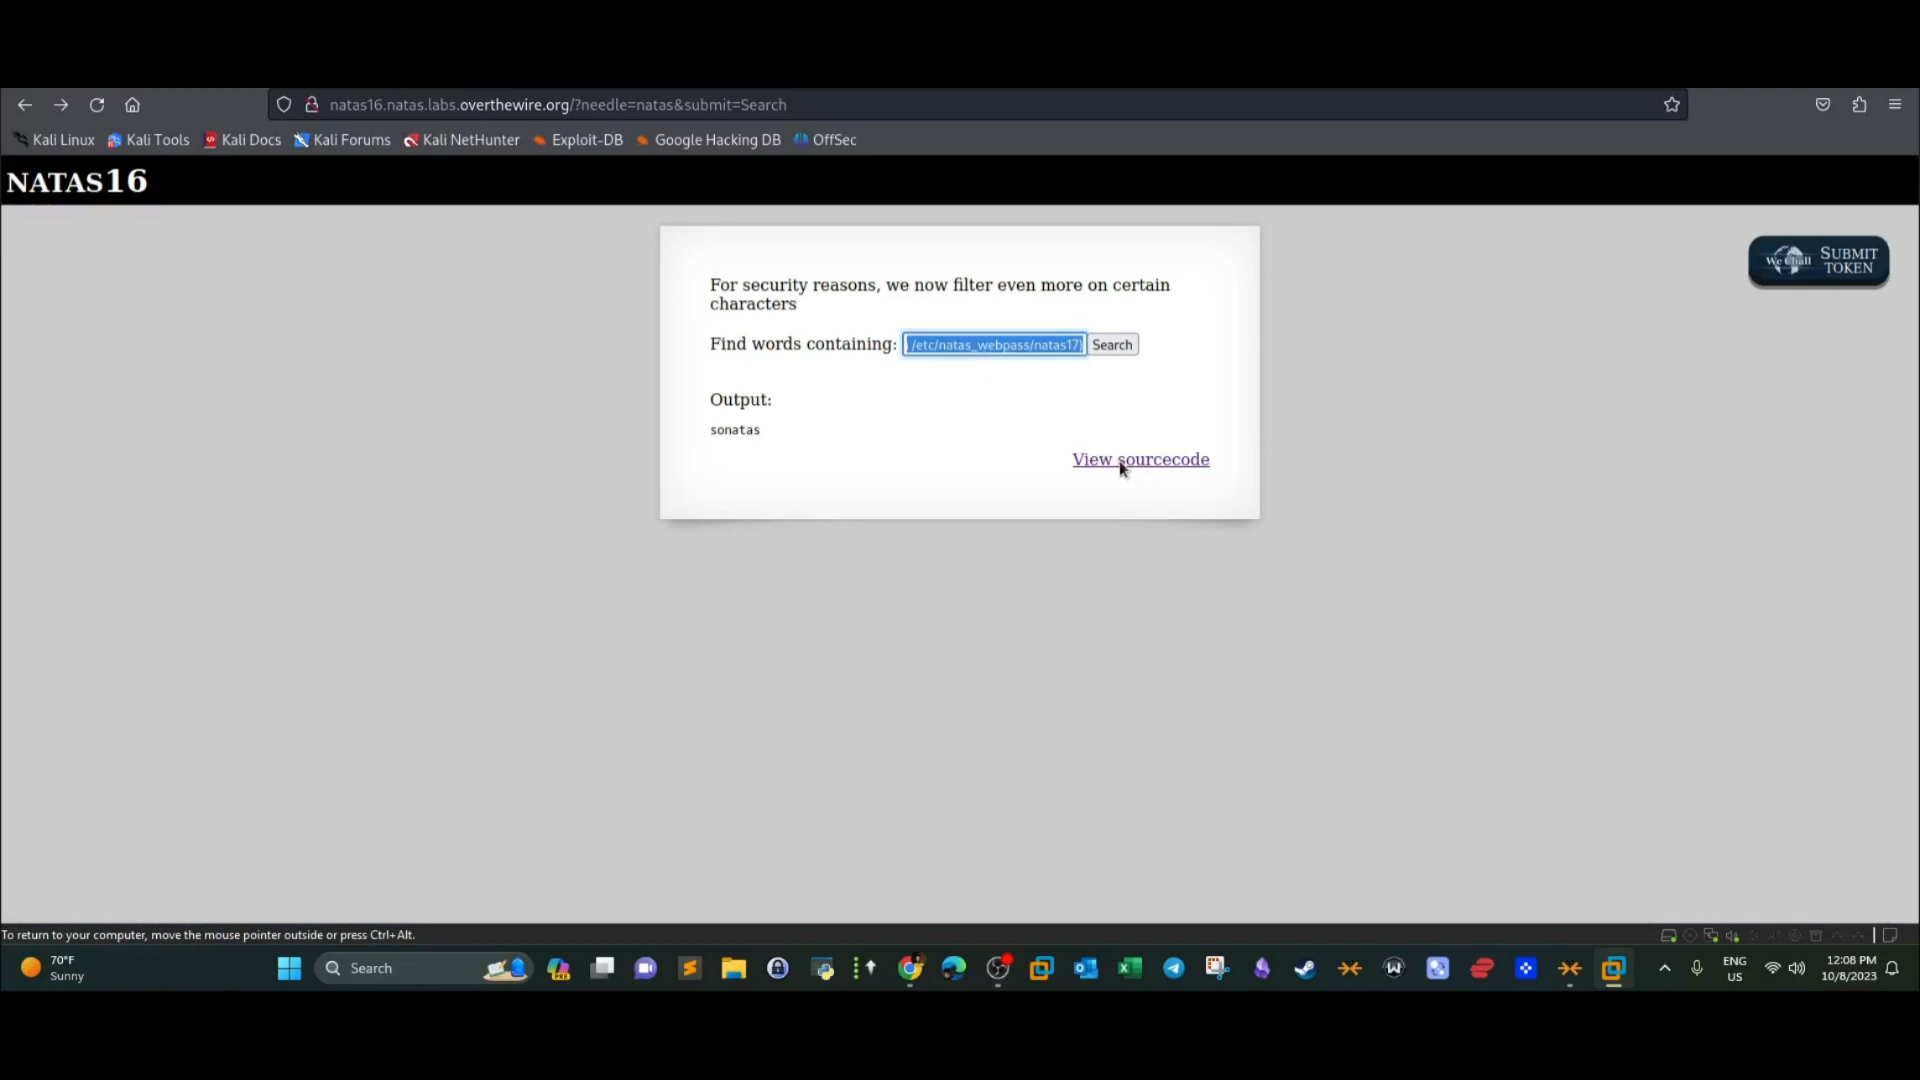 natas16.natas.labs.overthewire.org/?needle=natas&submit=Search
Kali Linux Kali Tools Kali Docs Kali Forums Kali NetHunter Exploit-DB Google Hacking DB OffSec
NATAS16
We Chall SUBMIT TOKEN
For security reasons, we now filter even more on certain
characters
Find words containing: /etc/natas_webpass/natas17) Search
Output:
sonatas
View sourcecode
To return to your computer, move the mouse pointer outside or press Ctrl+Alt.
70°F
Sunny
Search
ENG
US
12:08 PM
10/8/2023